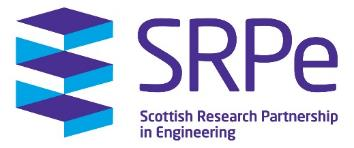 SRPe
Scottish Research Partnership
in Engineering